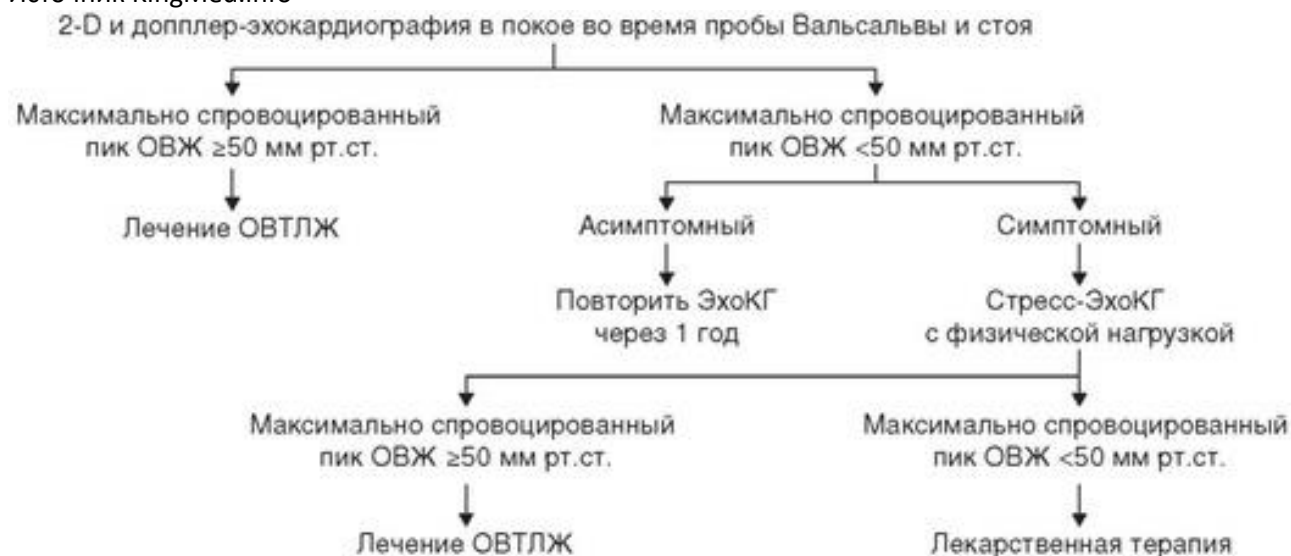 Источник KingMed.info
2-D и допплер-эхокардиография в покое во время пробы Вальсальвы и стоя
Максимально спровоцированный
пик ОВЖ ≥50 мм рт.ст.
Максимально спровоцированный
пик ОВЖ <50 мм рт.ст.
Лечение ОВТЛЖ
Асимптомный
Симптомный
Повторить ЭхоКГ
через 1 год
Стресс-ЭхоКГ
с физической нагрузкой
Максимально спровоцированный
пик ОВЖ ≥50 мм рт.ст.
Максимально спровоцированный
пик ОВЖ <50 мм рт.ст.
Лечение ОВТЛЖ
Лекарственная терапия